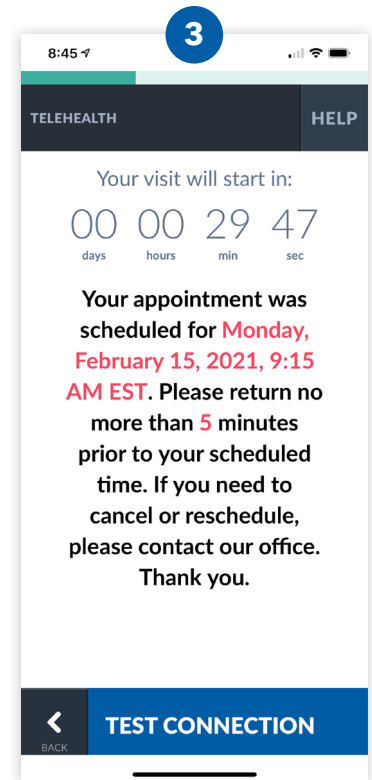 3
8:45
TELEHEALTH
HELP
Your visit will start in:
00 00 29 47
days hours min sec
Your appointment was
scheduled for Monday,
February 15, 2021, 9:15
AM EST. Please return no
more than 5 minutes
prior to your scheduled
time. If you need to
cancel or reschedule,
please contact our office.
Thank you.
BACK
TEST CONNECTION